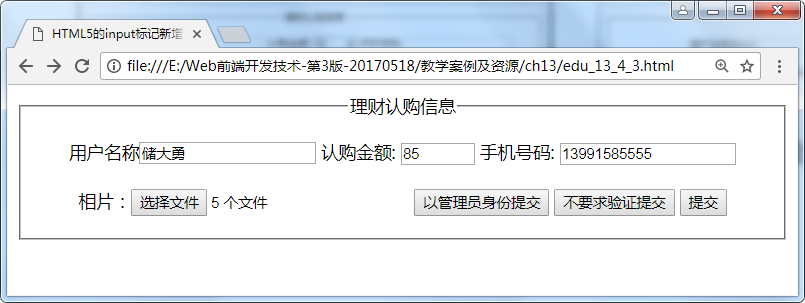 HTML5的input标记新增
file:///E:/Web前端开发技术-第3版-20170518/教学案例及资源/ch13/edu_13_4_3.html
理财认购信息
用户名称储大勇 认购金额: 85 手机号码: 13991585555
相片：选择文件 5 个文件 以管理员身份提交 不要求验证提交 提交